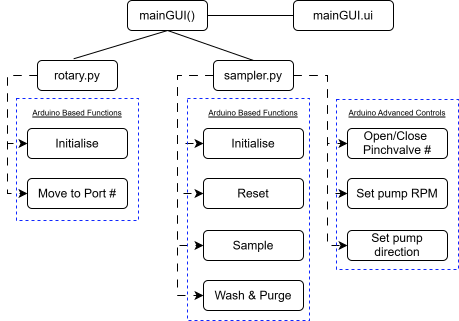 mainGUI()
mainGUI.ui
rotary.py
sampler.py
Arduino Based Functions
Initialise
Move to Port #
Arduino Based Functions
Initialise
Reset
Sample
Wash & Purge
Arduino Advanced Controls
Open/Close
Pinchvalve #
Set pump RPM
Set pump
direction